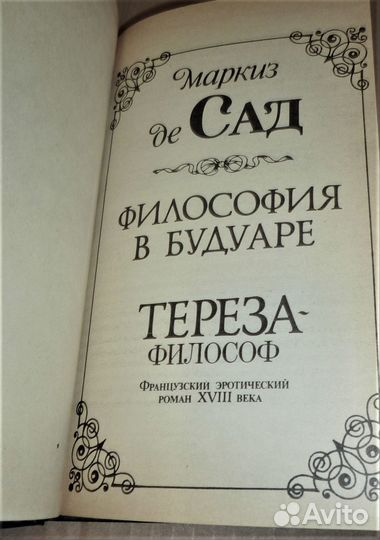 Маркиз
де САД
ФИЛОСОФИЯ
В БУДУАРЕ
ТЕРЕЗА-
ФИЛОСОФ
Французский эротический
роман XVIII века
Avito